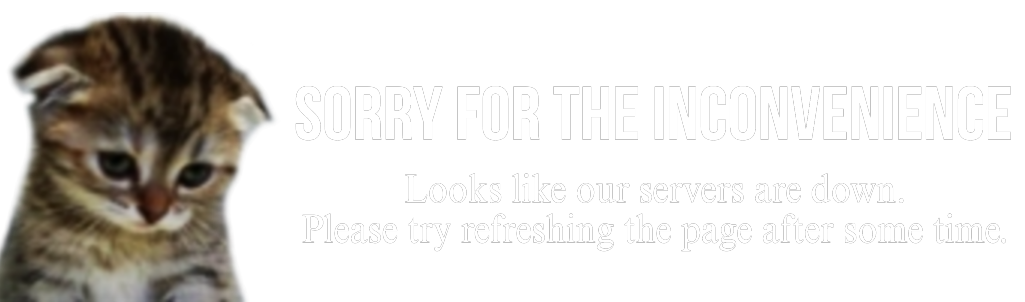 SORRY FOR THE INCONVENIENCE
Looks like our servers are down.
Please try refreshing the page after some time.